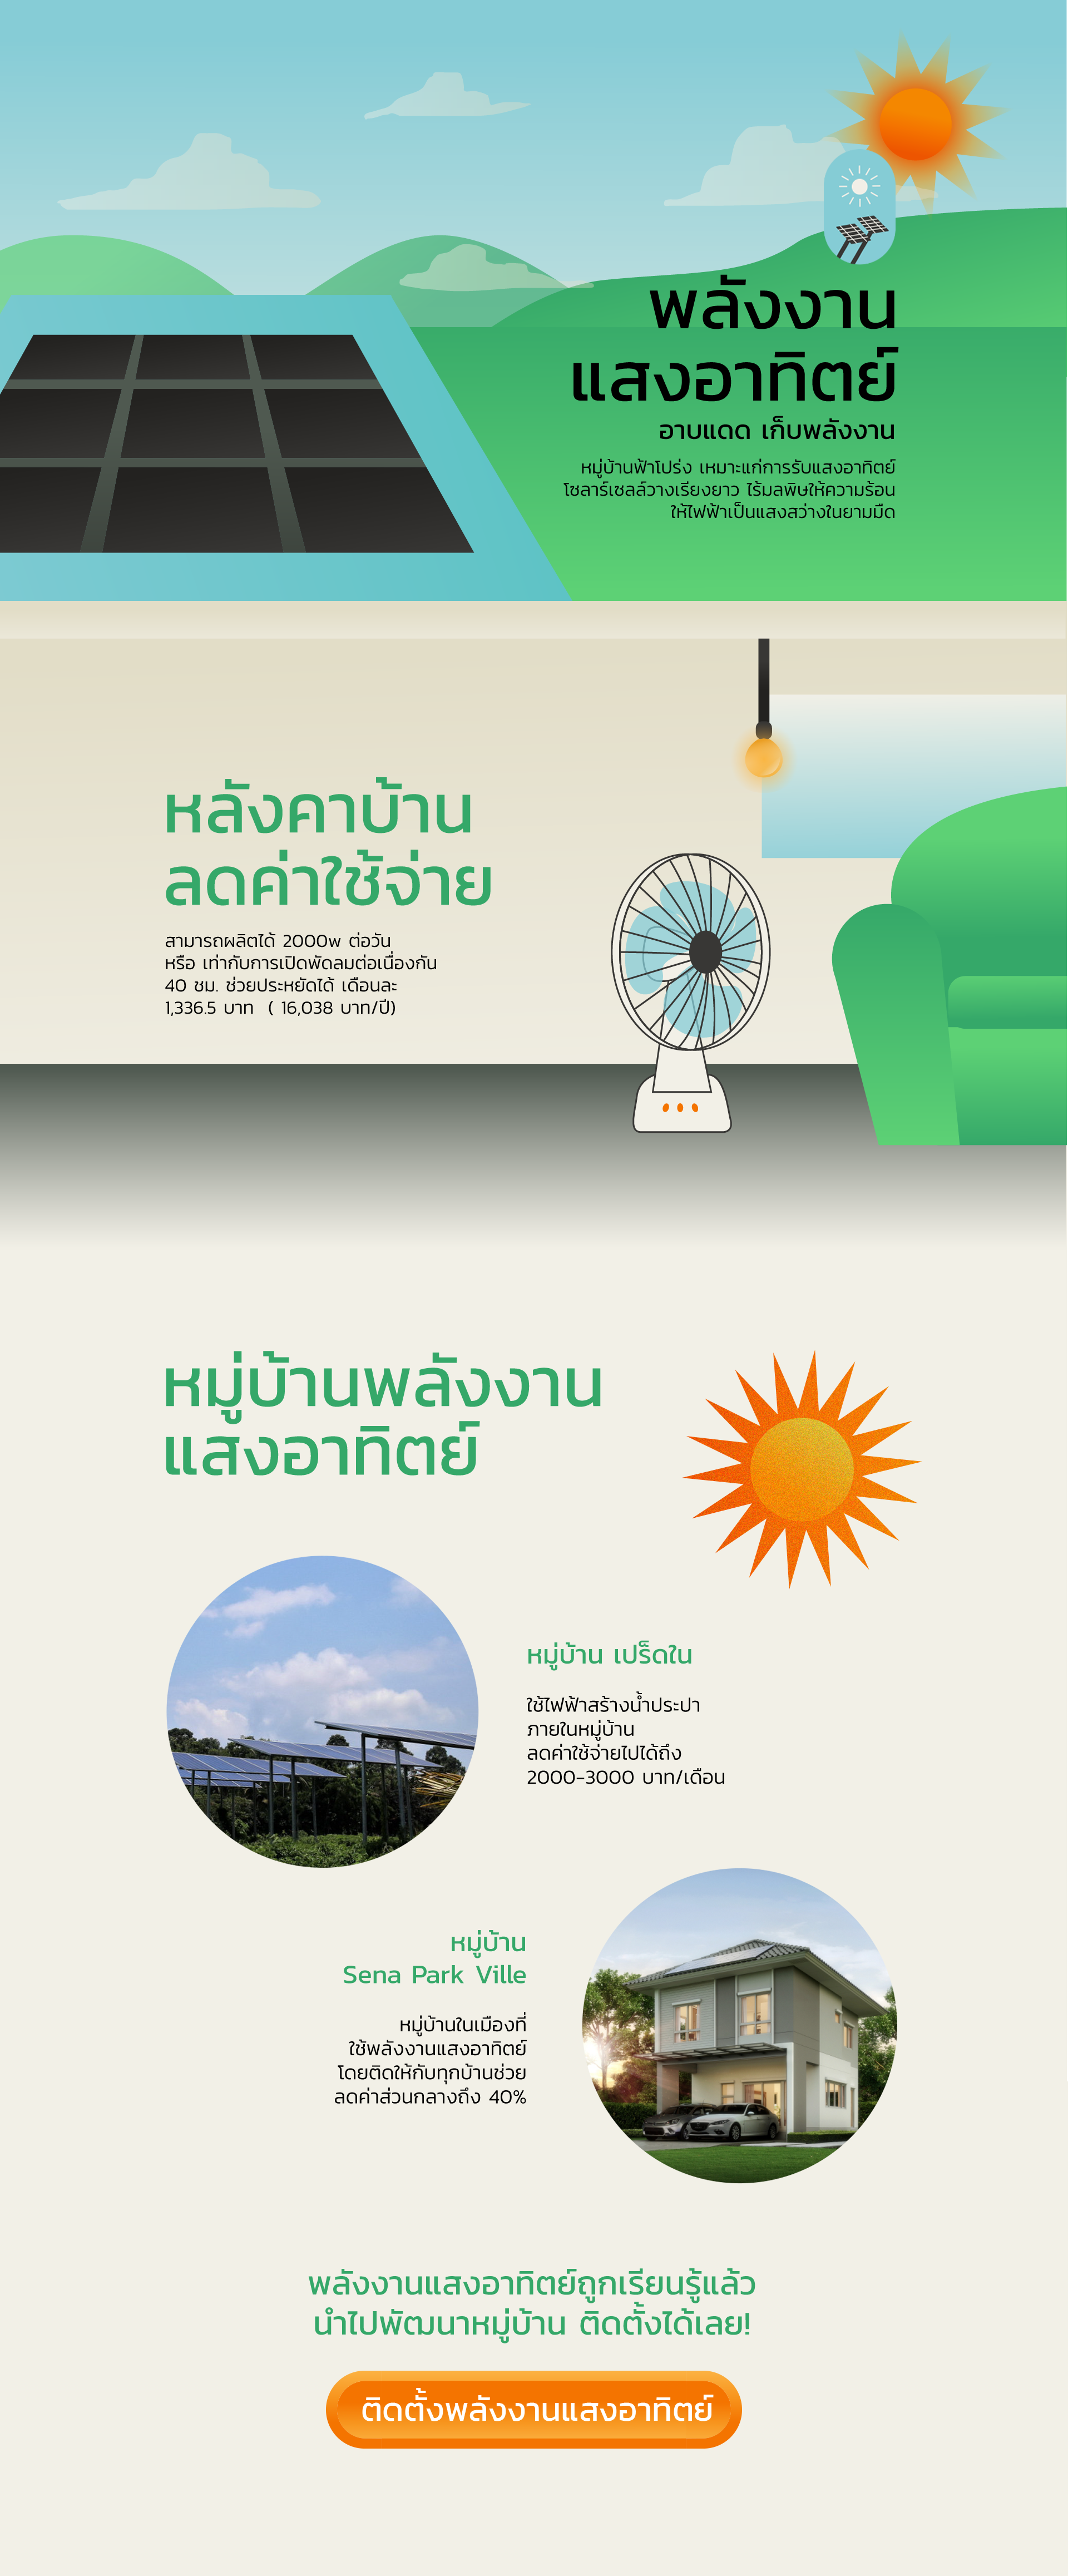 พลังงาน
แสงอาทิตย์
อาบแดด เก็บพลังงาน
หมู่บ้านฟ้าโปร่ง เหมาะแก่การรับแสงอาทิตย์
โซลาร์เซลล์วางเรียงยาว ไร้มลพิษให้ความร้อน
ให้ไฟฟ้าเป็นแสงสว่างในยามมืด
หลังคาบ้าน
ลดค่าใช้จ่าย
สามารถผลิตได้ 2000w ต่อวัน
หรือ เท่ากับการเปิดพัดลมต่อเนื่องกัน
40 ชม. ช่วยประหยัดได้ เดือนละ
1,336.5 บาท ( 16,038 บาท/ปี)
หมู่บ้านพลังงาน
แสงอาทิตย์
หมู่บ้าน เปร็ดใน
ใช้ไฟฟ้าสร้างน้ำประปา
ภายในหมู่บ้าน
ลดค่าใช้จ่ายไปได้ถึง
2000-3000 บาท/เดือน
หมู่บ้าน
Sena Park Ville
หมู่บ้านในเมืองที่
ใช้พลังงานแสงอาทิตย์
โดยติดให้กับทุกบ้านช่วย
ลดค่าส่วนกลางถึง 40%
พลังงานแสงอาทิตย์ถูกเรียนรู้แล้ว
นำไปพัฒนาหมู่บ้าน ติดตั้งได้เลย!
ติดตั้งพลังงานแสงอาทิตย์